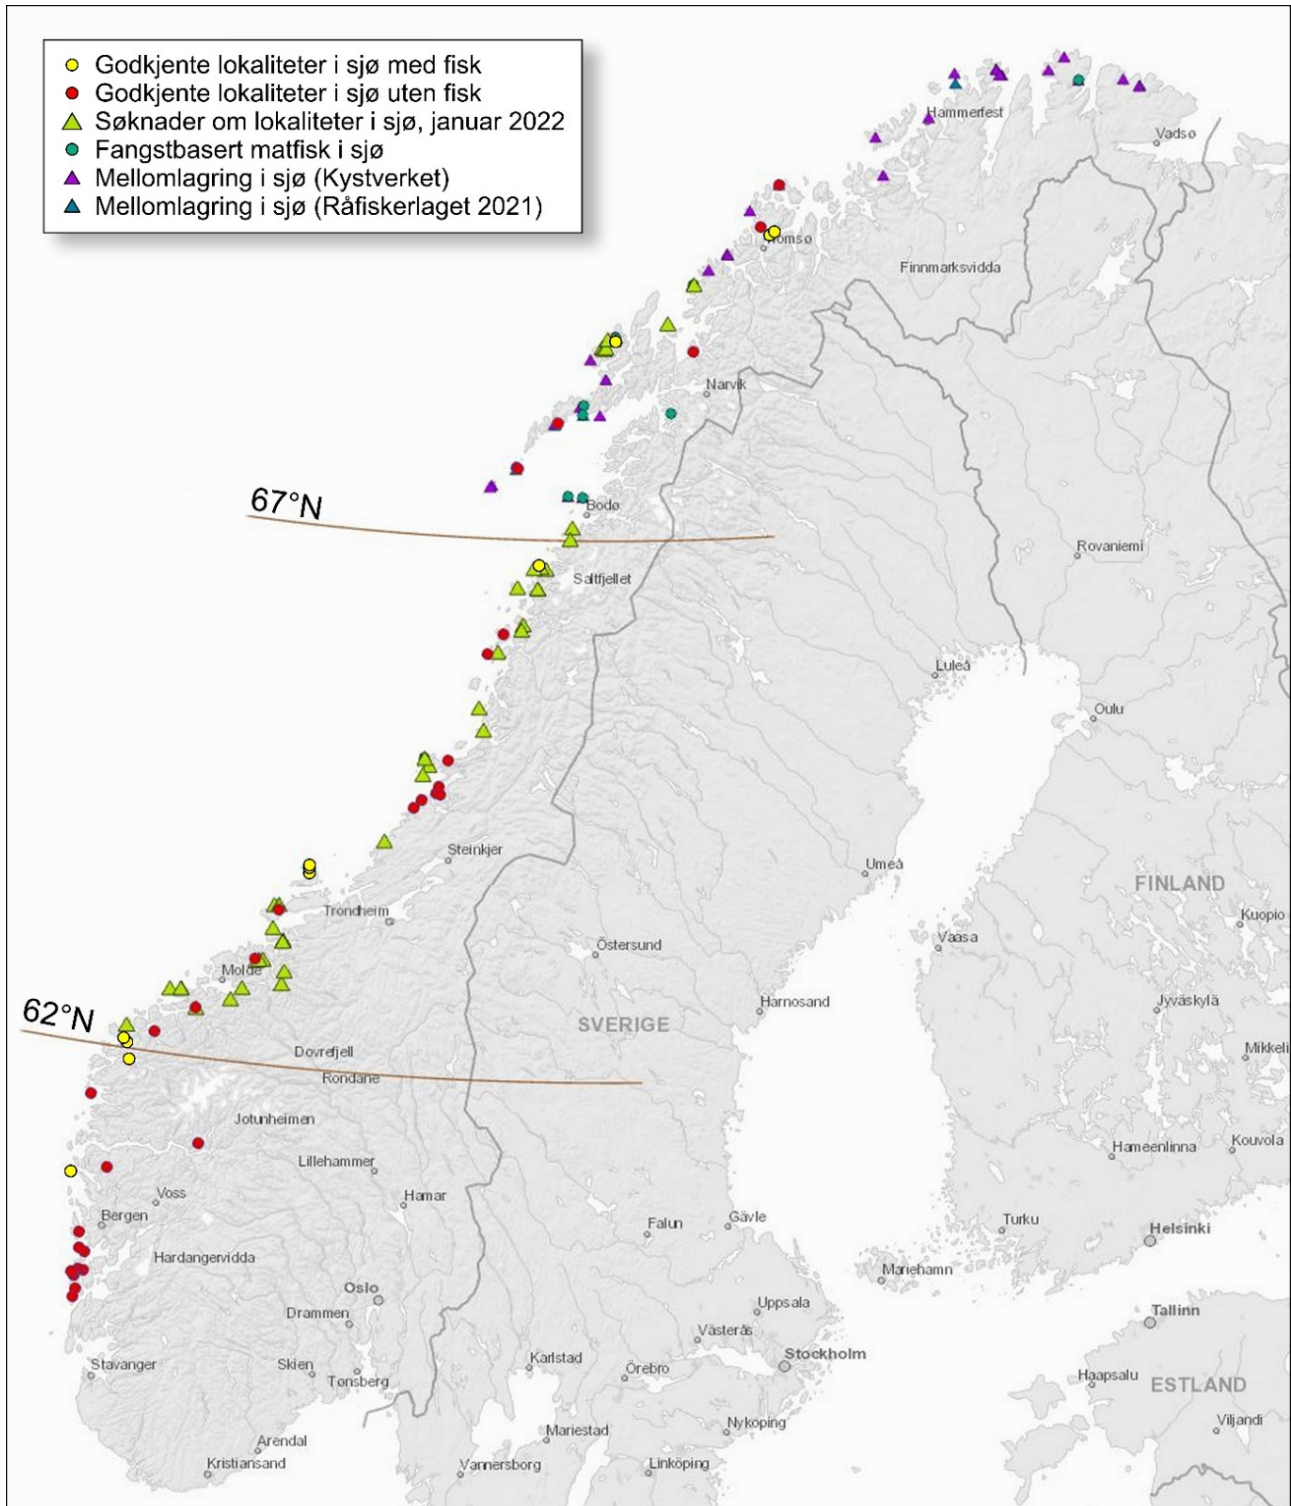 Godkjente lokaliteter i sjø med fisk
Godkjente lokaliteter i sjø uten fisk
Søknader om lokaliteter i sjø, januar 2022
Fangstbasert matfisk i sjø
Mellomlagring i sjø (Kystverket)
Mellomlagring i sjø (Råfiskerlaget 2021)
Hammerfest
Vadsø
Finnmarksvidda
Narvik
67°N
Bodø
Rovaniemi
Saltfjellet
Luleå
Oulu
Steinkjer
Umeå
FINLAND
Trondheim
Kuopio
Vaasa
Östersund
Molde
Harnosand
Jyväskylä
62°N
SVERIGE
Mikkeli
Dovrefjell
Rondane
Jotunheimen
Kouvola
Hameenlinna
Lillehammer
Voss
Hamar
Bergen
Falun
Gävle
Turku
Helsinki
Hardangervidda
Mariehamn
Oslo
Uppsala
Drammen
Tallinn
Västerås
Stockholm
Stavanger
Skien
Karlstad
Örebro
Tønsberg
Haapsalu
ESTLAND
Nykoping
Viljandi
Mariestad
Arendal
Kristiansand
Vannersborg
Linköping